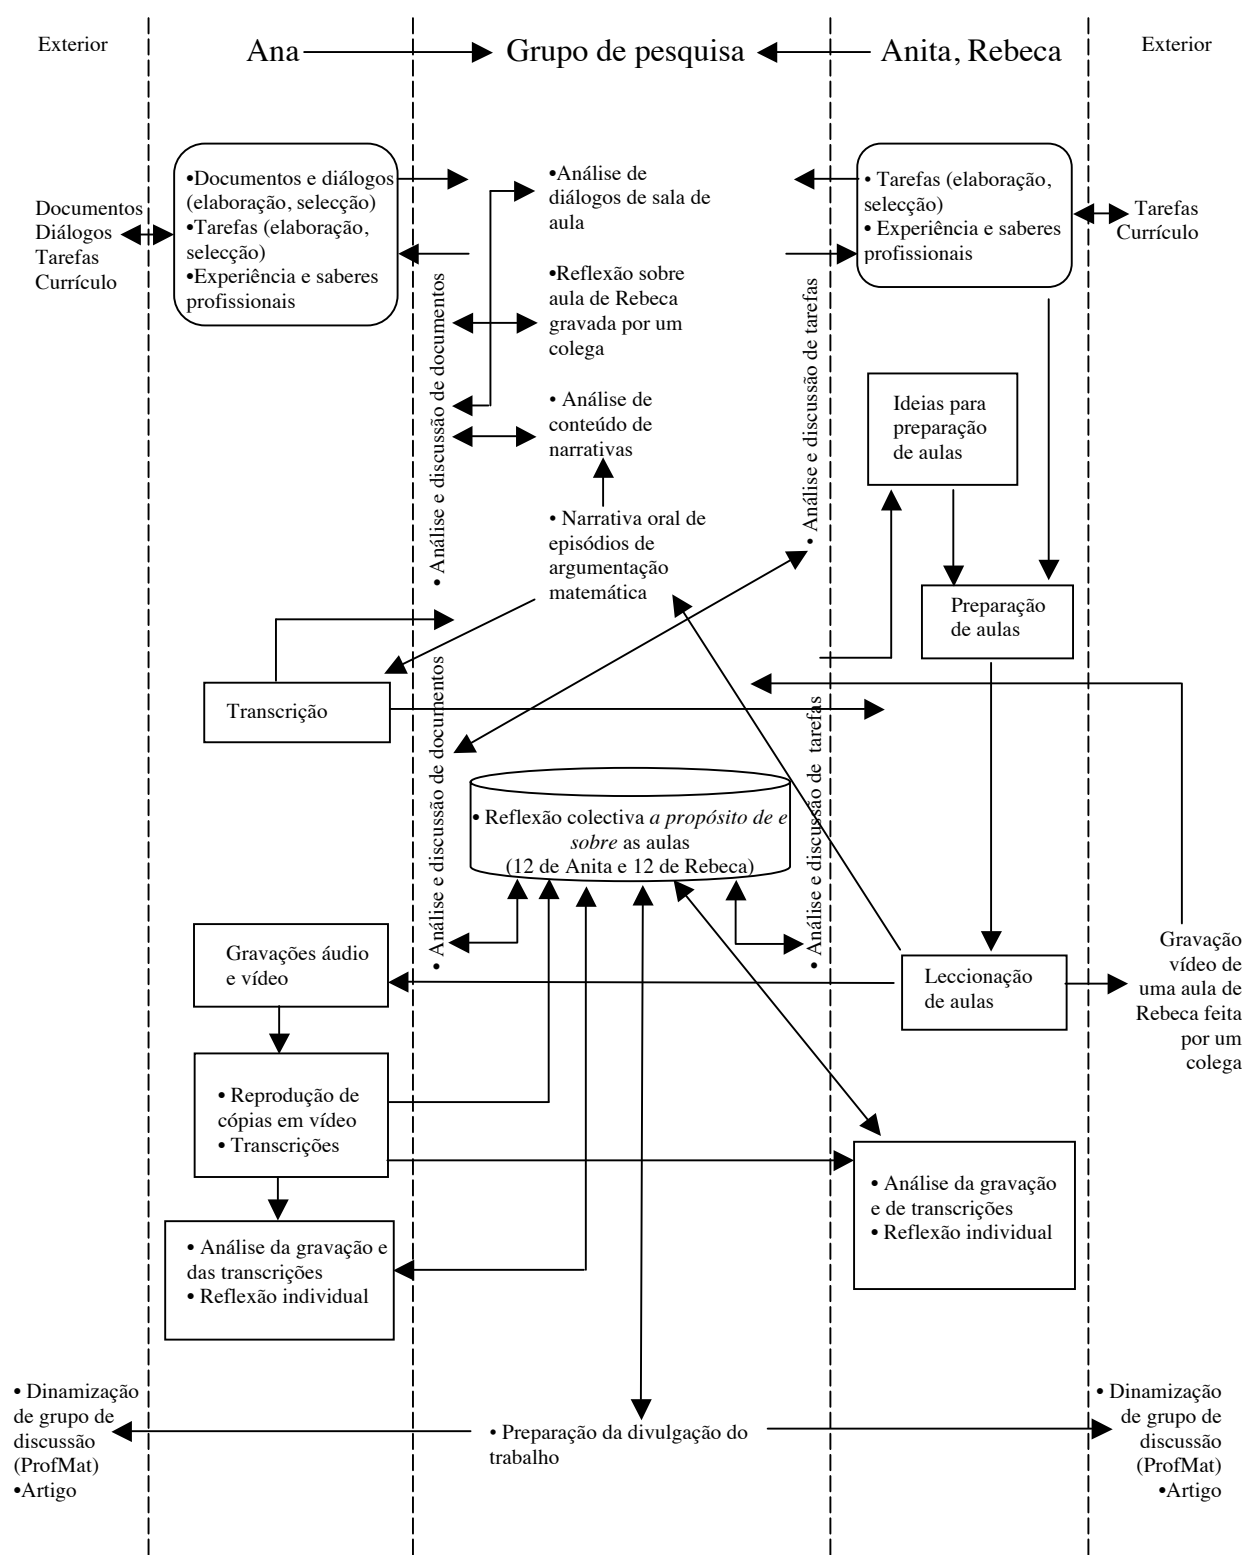 Exterior
Ana
Grupo de pesquisa
Anita, Rebeca
Exterior
Documentos
Diálogos
Tarefas
Currículo
•Documentos e diálogos
(elaboração, selecção)
•Tarefas (elaboração,
selecção)
•Experiência e saberes
profissionais
•Análise de
diálogos de sala de
aula
•Reflexão sobre
aula de Rebeca
gravada por um
colega
• Análise de
conteúdo de
narrativas
• Narrativa oral de
episódios de
argumentação
matemática
• Análise e discussão de documentos
• Análise e discussão de tarefas
• Tarefas (elaboração,
selecção)
• Experiência e saberes
profissionais
Tarefas
Currículo
Ideias para
preparação
de aulas
Preparação
de aulas
Transcrição
• Análise e discussão de documentos
• Análise e discussão de tarefas
• Reflexão colectiva a propósito de e
sobre as aulas
(12 de Anita e 12 de Rebeca)
Gravações áudio
e vídeo
Leccionação
de aulas
Gravação
vídeo de
uma aula de
Rebeca feita
por um
colega
• Reprodução de
cópias em vídeo
• Transcrições
• Análise da gravação
e de transcrições
• Reflexão individual
• Análise da gravação e
das transcrições
• Reflexão individual
• Dinamização
de grupo de
discussão
(ProfMat)
•Artigo
• Preparação da divulgação do
trabalho
• Dinamização
de grupo de
discussão
(ProfMat)
•Artigo